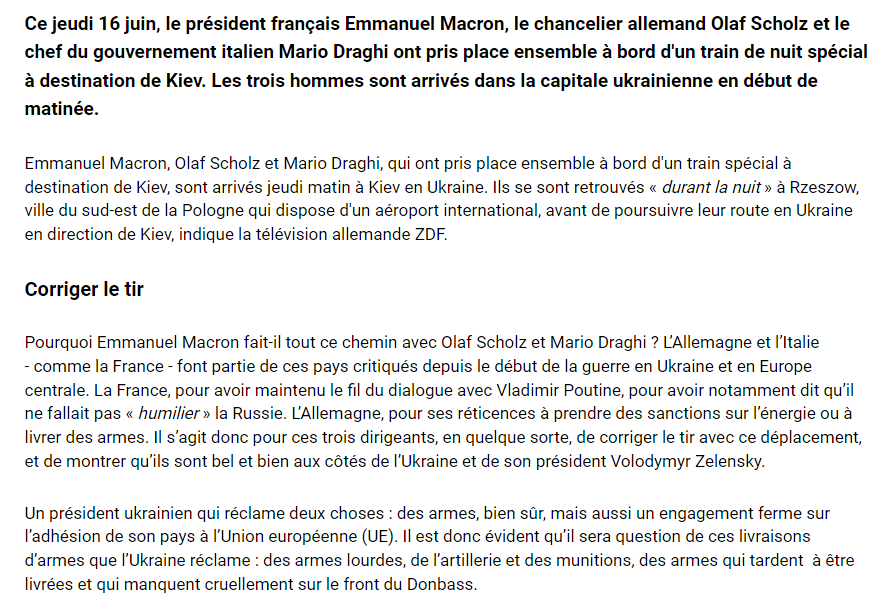 Ce jeudi 16 juin, le président français Emmanuel Macron, le chancelier allemand Olaf Scholz et le
chef du gouvernement italien Mario Draghi ont pris place ensemble à bord d'un train de nuit spécial
à destination de Kiev. Les trois hommes sont arrivés dans la capitale ukrainienne en début de
matinée.
Emmanuel Macron, Olaf Scholz et Mario Draghi, qui ont pris place ensemble à bord d'un train spécial à
destination de Kiev, sont arrivés jeudi matin à Kiev en Ukraine. Ils se sont retrouvés « durant la nuit » à Rzeszow,
ville du sud-est de la Pologne qui dispose d'un aéroport international, avant de poursuivre leur route en Ukraine
en direction de Kiev, indique la télévision allemande ZDF.
Corriger le tir
Pourquoi Emmanuel Macron fait-il tout ce chemin avec Olaf Scholz et Mario Draghi ? L’Allemagne et l’Italie
- comme la France - font partie de ces pays critiqués depuis le début de la guerre en Ukraine et en Europe
centrale. La France, pour avoir maintenu le fil du dialogue avec Vladimir Poutine, pour avoir notamment dit qu’il
ne fallait pas « humilier » la Russie. L’Allemagne, pour ses réticences à prendre des sanctions sur l’énergie ou à
livrer des armes. Il s’agit donc pour ces trois dirigeants, en quelque sorte, de corriger le tir avec ce déplacement,
et de montrer qu’ils sont bel et bien aux côtés de l’Ukraine et de son président Volodymyr Zelensky.
Un président ukrainien qui réclame deux choses : des armes, bien sûr, mais aussi un engagement ferme sur
l’adhésion de son pays à l’Union européenne (UE). Il est donc évident qu’il sera question de ces livraisons
d’armes que l’Ukraine réclame : des armes lourdes, de l’artillerie et des munitions, des armes qui tardent à être
livrées et qui manquent cruellement sur le front du Donbass.